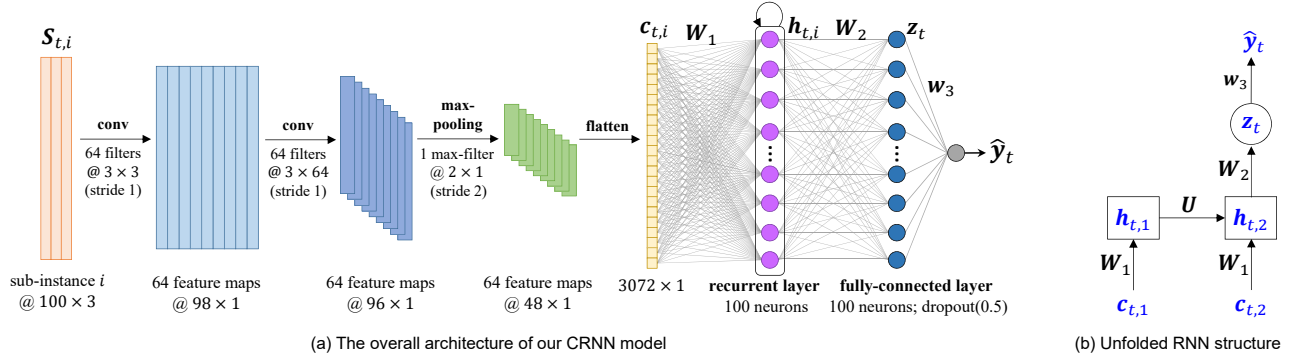 S_{t,i}
conv
64 filters
@ 3 × 3
(stride 1)
conv
64 filters
@ 3 × 64
(stride 1)
max-
pooling
1 max-filter
@ 2 × 1
(stride 2)
flatten
c_{t,i}
W_1
h_{t,i}
W_2
z_t
w_3
ŷ_t
sub-instance i
@ 100 × 3
64 feature maps
@ 98 × 1
64 feature maps
@ 96 × 1
64 feature maps
@ 48 × 1
3072 × 1
recurrent layer
100 neurons
fully-connected layer
100 neurons; dropout(0.5)
(a) The overall architecture of our CRNN model
ŷ_t
w_3
z_t
W_2
h_{t,1}
U
h_{t,2}
W_1
W_1
c_{t,1}
c_{t,2}
(b) Unfolded RNN structure